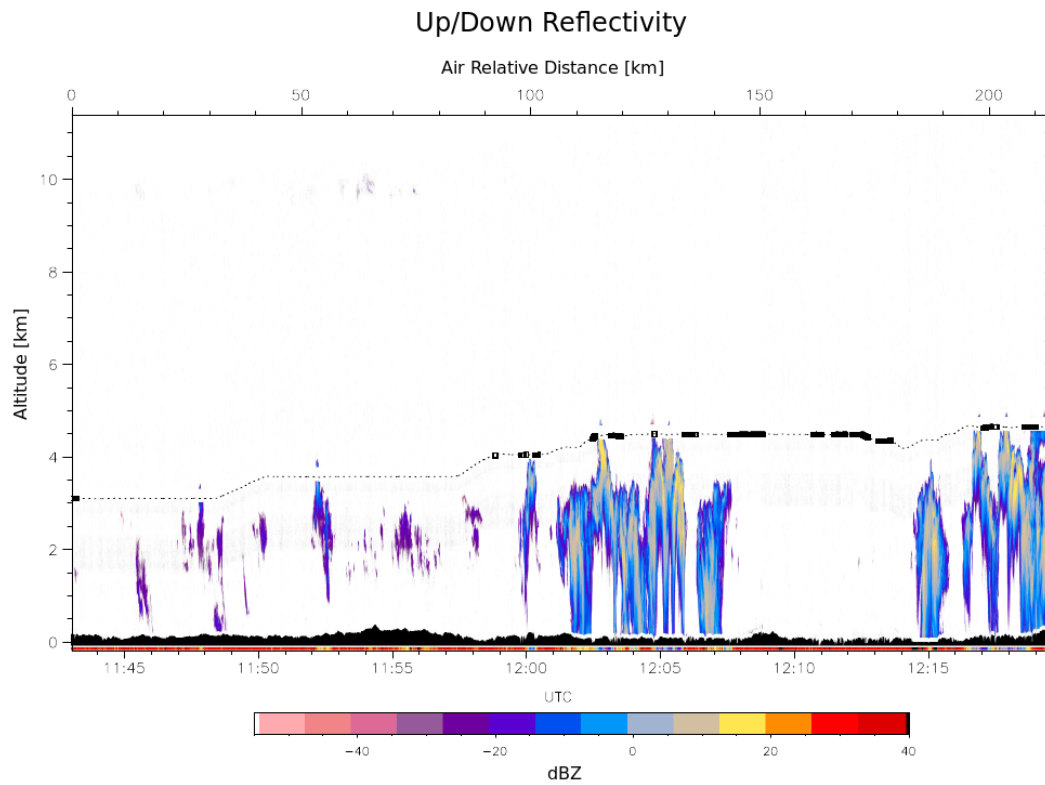 Up/Down Reflectivity
Air Relative Distance [km]
0 50 100 150 200
10
8
6
4
2
0
Altitude [km]
11:45 11:50 11:55 12:00 12:05 12:10 12:15
UTC
−40 −20 0 20 40
dBZ